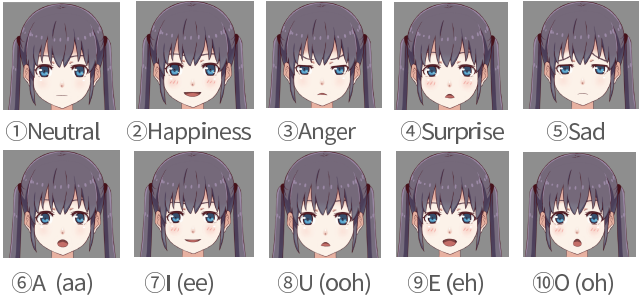 ①Neutral ②Happiness ③Anger ④Surprise ⑤Sad
⑥A (aa) ⑦I (ee) ⑧U (ooh) ⑨E (eh) ⑩O (oh)